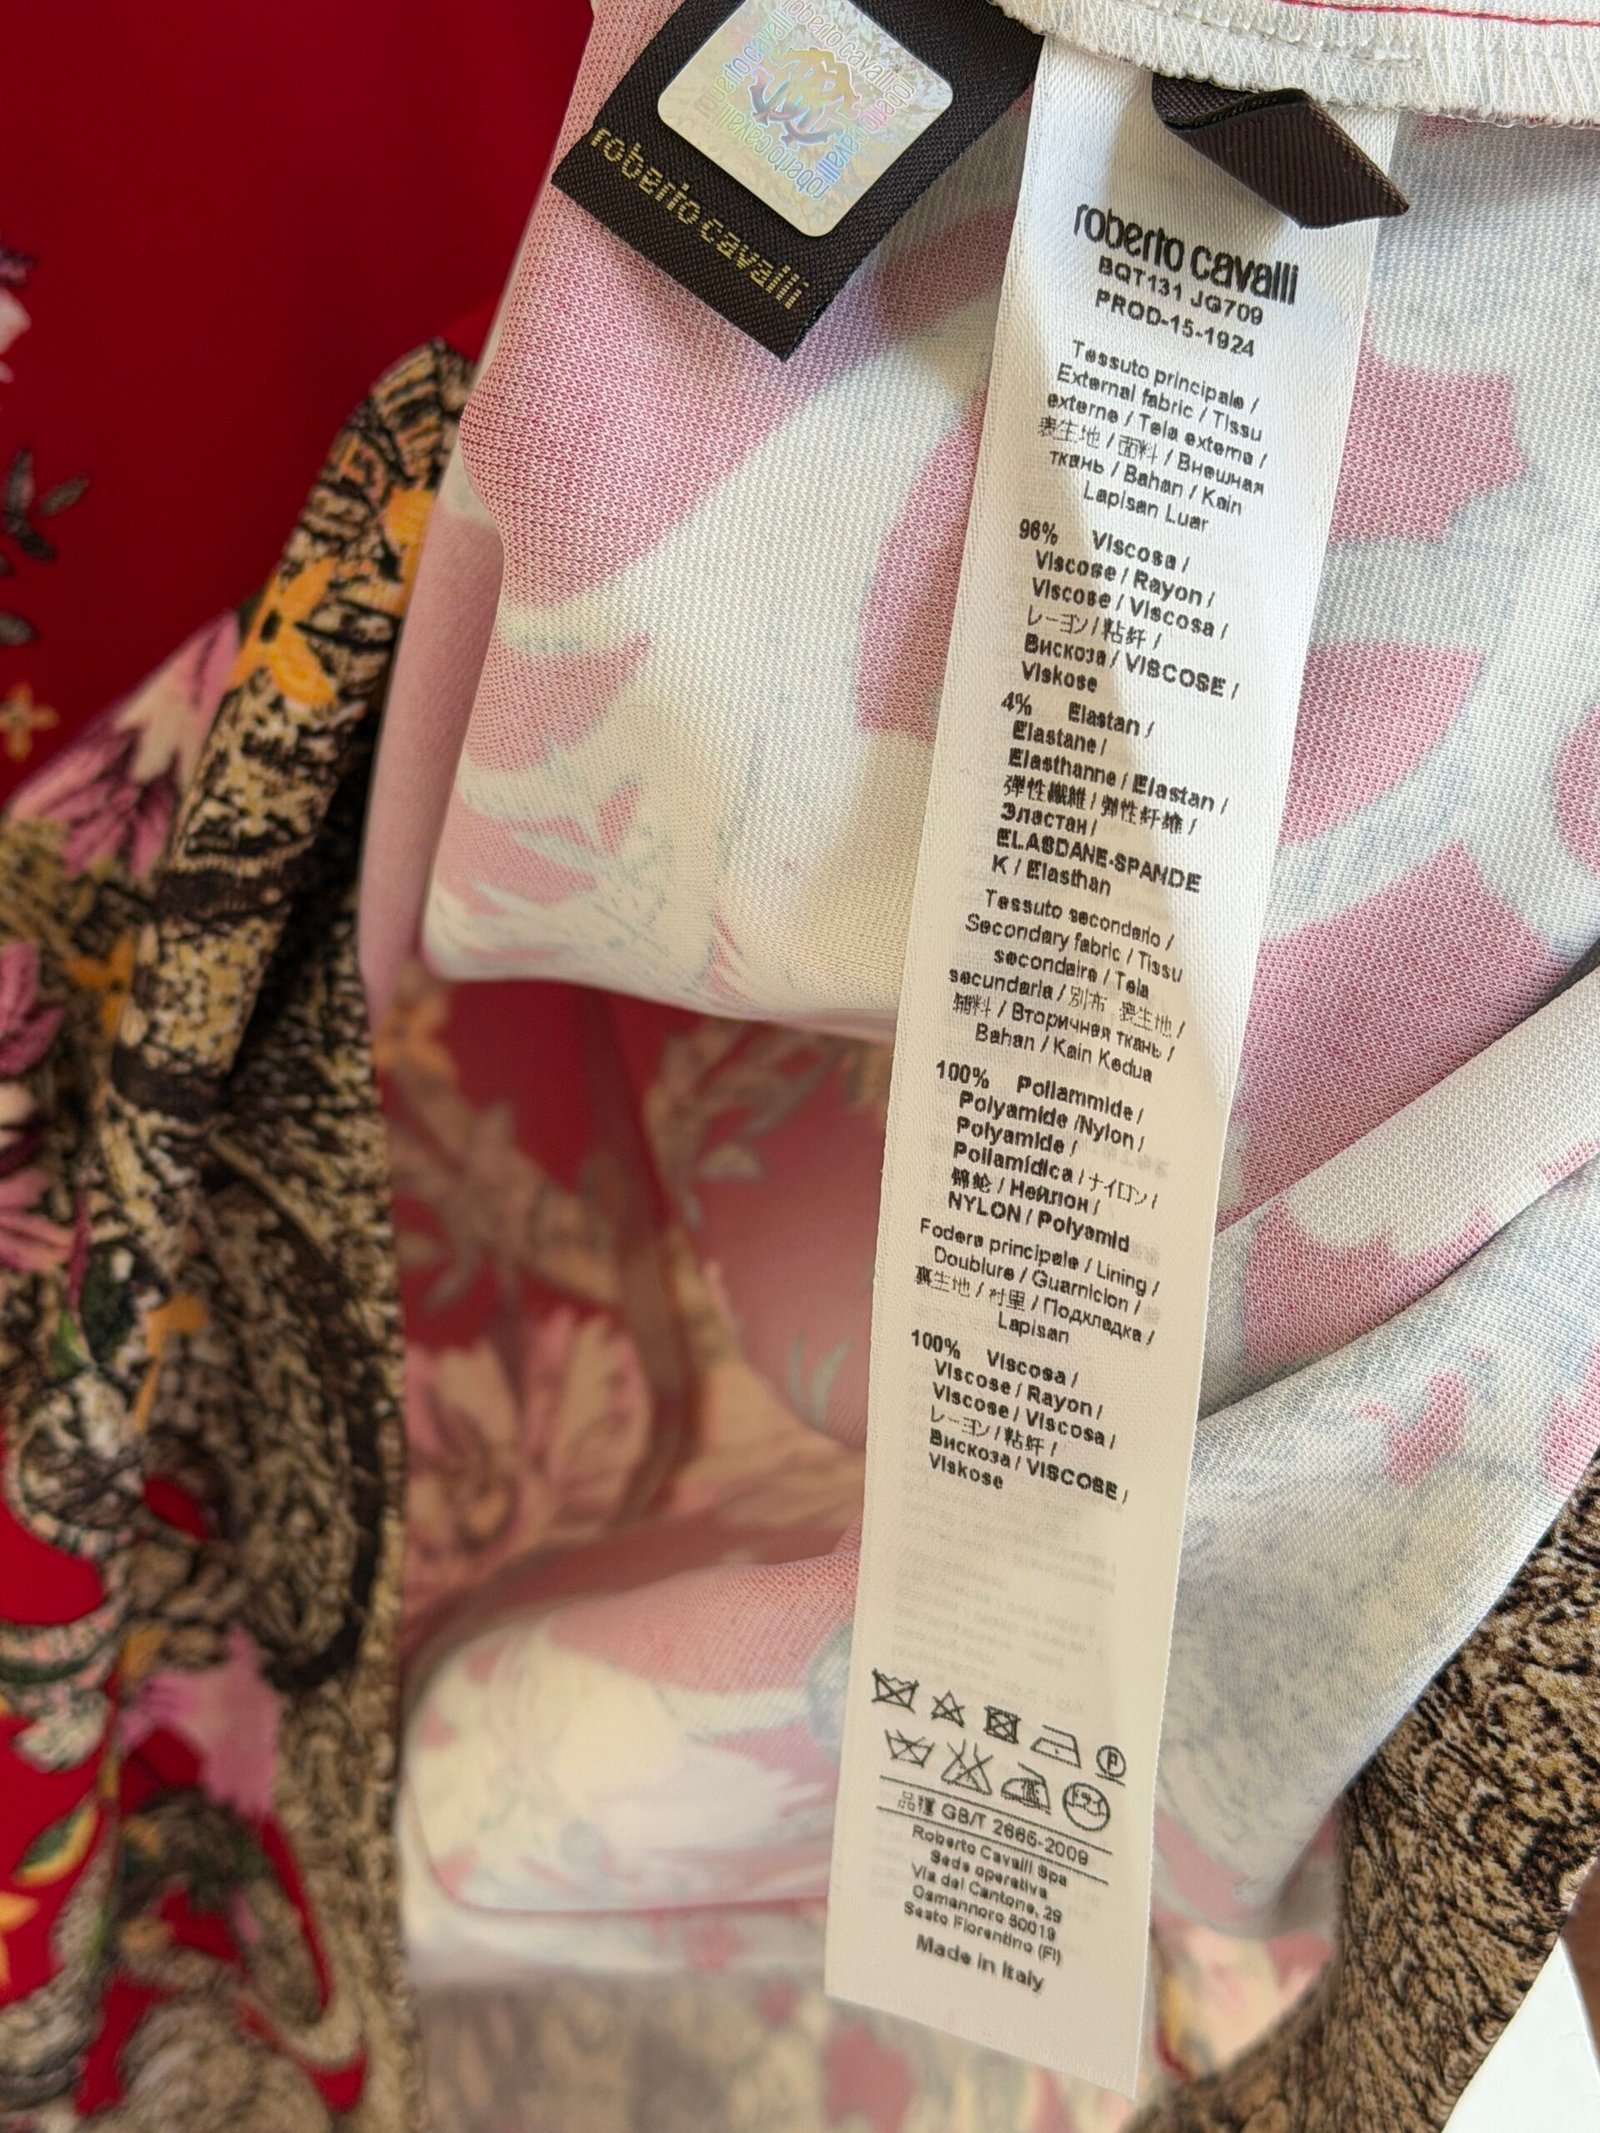 roberto cavalli
roberto cavalli
BQT131 JG709
PROD-15-1924
Tessuto principale /
External fabric / Tissu
externe / Tela externa /
表生地 / 面料 / Внешная
ткань / Bahan / Kain
Lapisan Luar
96% Viscosa /
Viscose / Rayon /
Viscose / Viscosa /
レーヨン / 粘纤 /
Вискоза / VISCOSE /
Viskose
4% Elastan /
Elastane /
Elasthanne / Elastan /
弾性繊維 / 弹性纤维 /
Эластан /
ELASDANE-SPANDE
K / Elasthan
Tessuto secondario /
Secondary fabric / Tissu
secondaire / Tela
secundaria / 別布 表生地 /
辅料 / Вторичная ткань /
Bahan / Kain Kedua
100% Poliammide /
Polyamide /Nylon /
Polyamide /
Poliamídica / ナイロン /
锦纶 / Нейлон /
NYLON / Polyamid
Fodera principale / Lining /
Doublure / Guarnicion /
裏生地 / 衬里 / Подкладка /
Lapisan
100% Viscosa /
Viscose / Rayon /
Viscose / Viscosa /
レーヨン / 粘纤 /
Вискоза / VISCOSE /
Viskose
P
品種 GB/T 2665-2009
Roberto Cavalli Spa
Sede operativa
Via del Cantone, 29
Osmannoro 50019
Sesto Fiorentino (FI)
Made in Italy